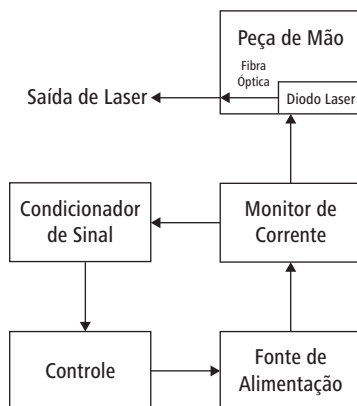 Peça de Mão
Fibra
Óptica
Saída de Laser
Diodo Laser
Condicionador
de Sinal
Monitor de
Corrente
Controle
Fonte de
Alimentação